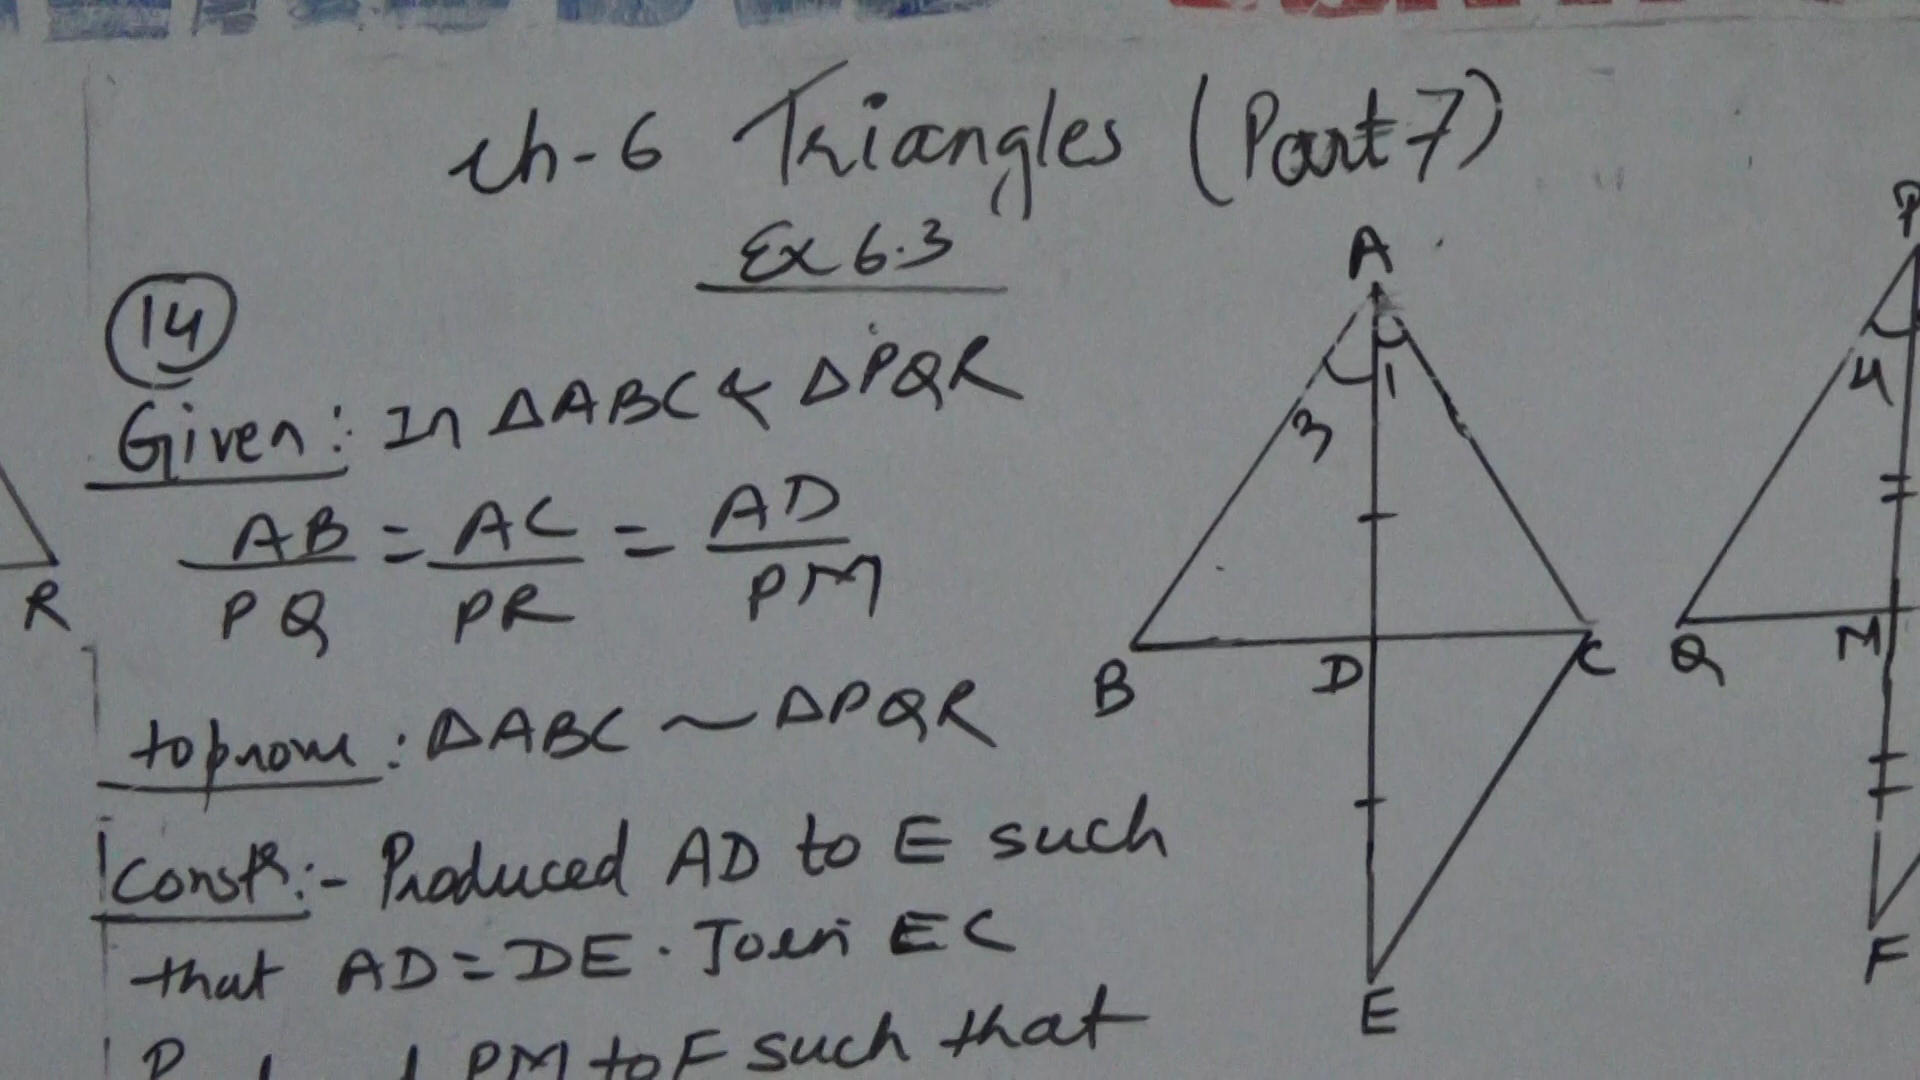 ch-6 Triangles (Part 7)
Ex 6.3
14
Given: In ΔABC & ΔPQR
AB/PQ = AC/PR = AD/PM
to prove: ΔABC ~ ΔPQR
Constr:- Produced AD to E such
that AD = DE. Join EC
PM to F such that
A
3
1
B
D
C
E
P
4
Q
M
F
R